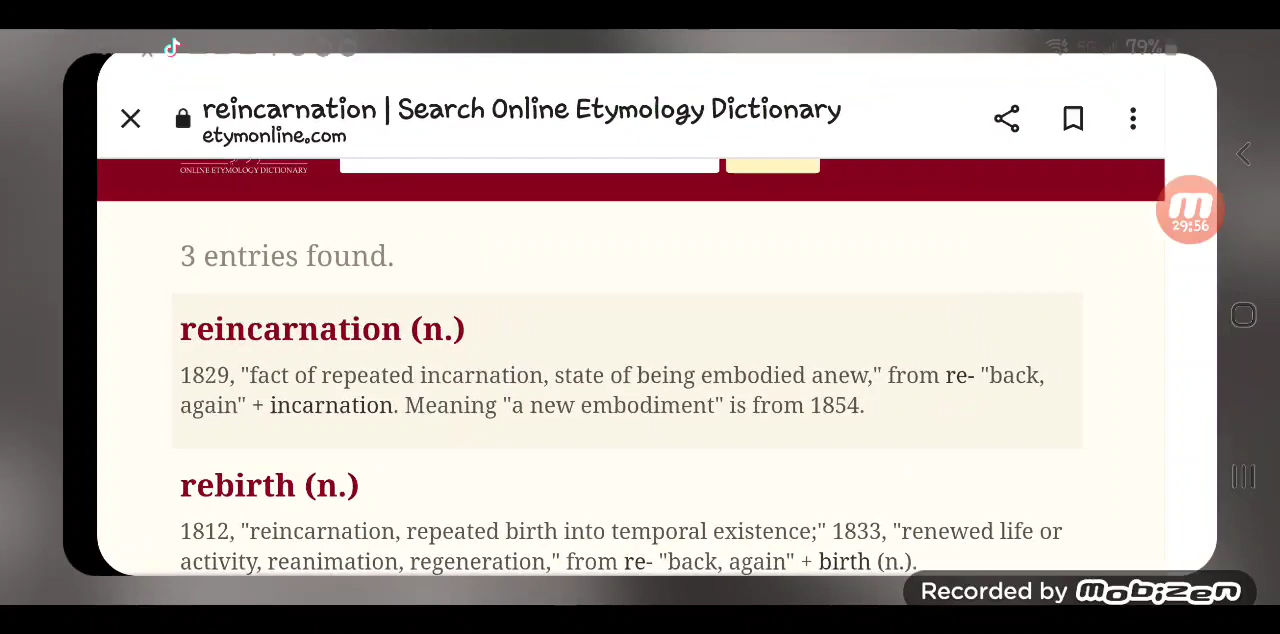 79%
reincarnation | Search Online Etymology Dictionary
etymonline.com
ONLINE ETYMOLOGY DICTIONARY
29:56
3 entries found.
reincarnation (n.)
1829, "fact of repeated incarnation, state of being embodied anew," from re- "back,
again" + incarnation. Meaning "a new embodiment" is from 1854.
rebirth (n.)
1812, "reincarnation, repeated birth into temporal existence;" 1833, "renewed life or
activity, reanimation, regeneration," from re- "back, again" + birth (n.).
Recorded by mobizen